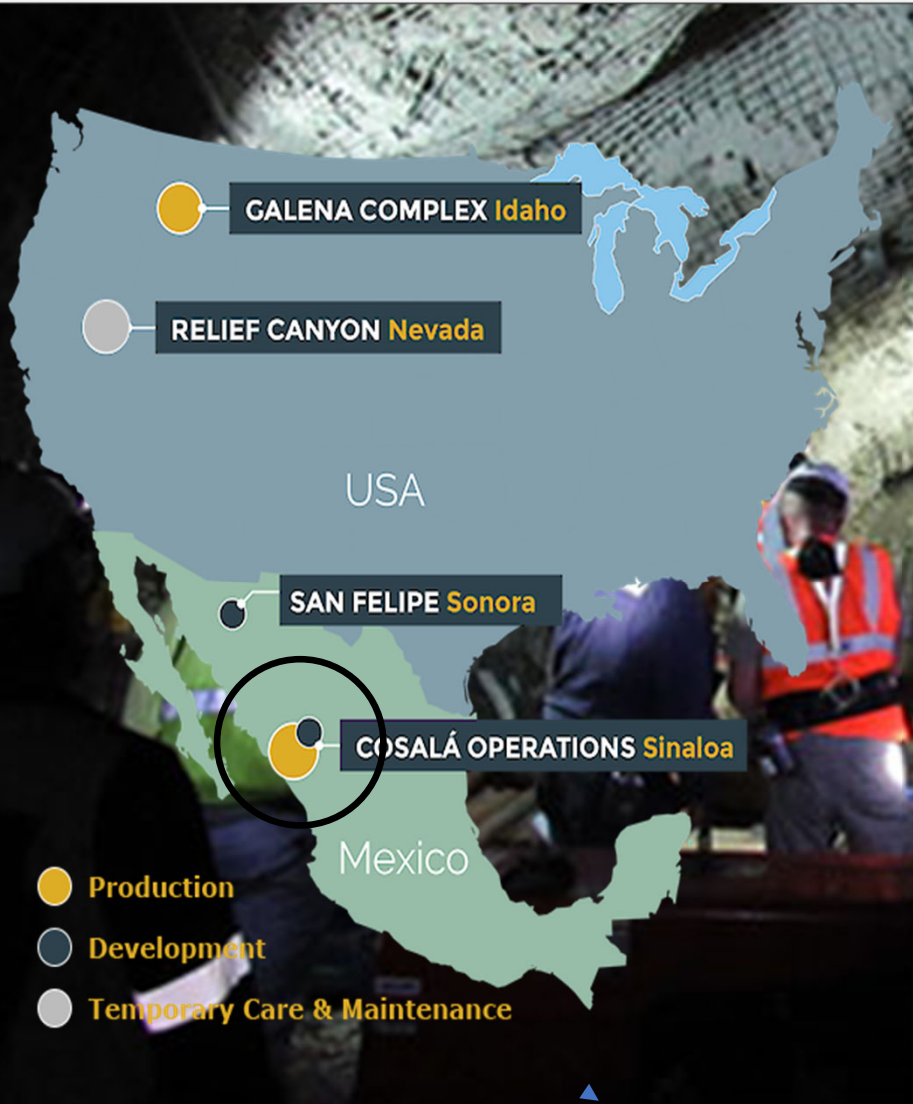 GALENA COMPLEX Idaho
RELIEF CANYON Nevada
USA
SAN FELIPE Sonora
COSALÁ OPERATIONS Sinaloa
Mexico
Production
Development
Temporary Care & Maintenance